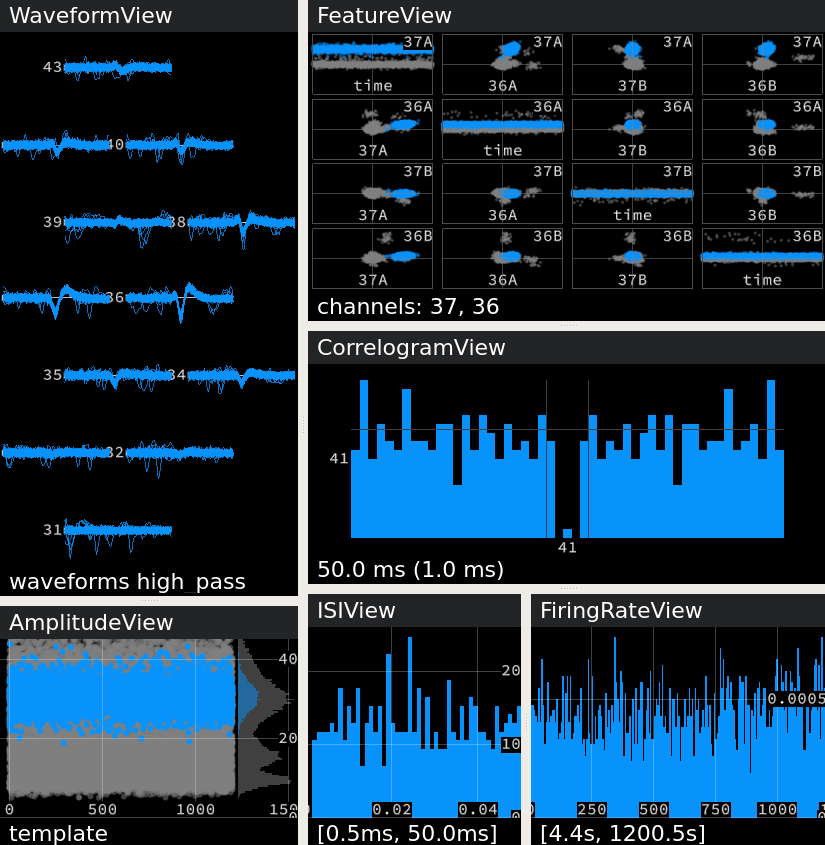 WaveformView
43
40
39 38
36
35 34
32
31
waveforms high_pass
FeatureView
37A 37A 37A 37A
time 36A 37B 36B
36A 36A 36A 36A
37A time 37B 36B
37B 37B 37B 37B
37A 36A time 36B
36B 36B 36B 36B
37A 36A 37B time
channels: 37, 36
CorrelogramView
41
41
50.0 ms (1.0 ms)
AmplitudeView
40
20
0 500 1000 150
template
ISIView
20
10
0.02 0.04
[0.5ms, 50.0ms]
FiringRateView
0.0005
250 500 750 1000
[4.4s, 1200.5s]